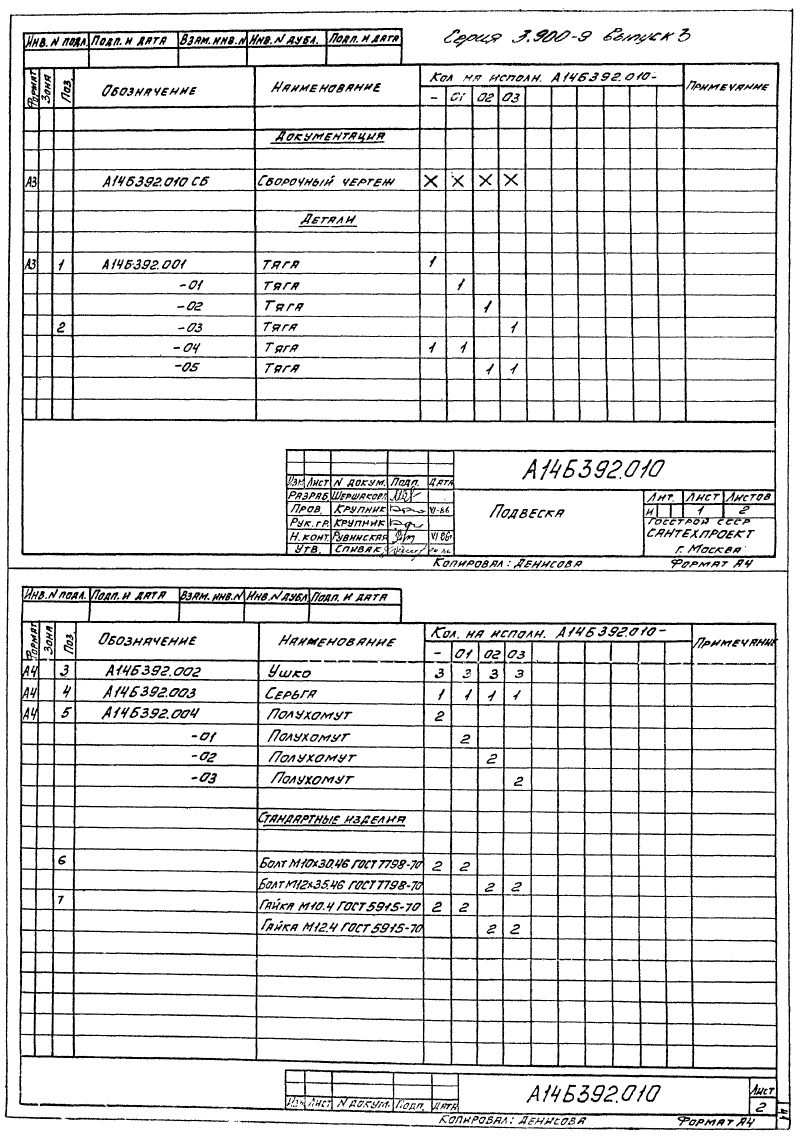 Серия 3.900-9 Выпуск 3
Инв. N подл. Подп. и дата Взам. инв. N Инв. N дубл. Подп. и дата
Формат Зона Поз. Обозначение Наименование Кол. на исполн. А14Б392.010- Примечание
- 01 02 03
Документация
А3 А14Б392.010 СБ Сборочный чертеж X X X X
Детали
А3 1 А14Б392.001 Тяга 1
-01 Тяга 1
-02 Тяга 1
2 -03 Тяга 1
-04 Тяга 1 1
-05 Тяга 1 1
А14Б392.010
Изм. Лист N докум. Подп. Дата
Разраб.
Пров. Крупник VI-86
Рук. гр. Крупник
Н. конт. Рувинская VI 86
Утв. Спивак
Подвеска
Лит. Лист Листов
И 1 2
Госстрой СССР
Сантехпроект
г. Москва
Копировал: Денисова Формат А4
Инв. N подл. Подп. и дата Взам. инв. N Инв. N дубл. Подп. и дата
Формат Зона Поз. Обозначение Наименование Кол. на исполн. А14Б392.010- Примечание
- 01 02 03
А4 3 А14Б392.002 Ушко 3 3 3 3
А4 4 А14Б392.003 Серьга 1 1 1 1
А4 5 А14Б392.004 Полухомут 2
-01 Полухомут 2
-02 Полухомут 2
-03 Полухомут 2
Стандартные изделия
6 Болт М10х30.46 ГОСТ 7798-70 2 2
Болт М12х35.46 ГОСТ 7798-70 2 2
7 Гайка М10.4 ГОСТ 5915-70 2 2
Гайка М12.4 ГОСТ 5915-70 2 2
А14Б392.010
Лист
2
Изм. Лист N докум. Подп. Дата
Копировал: Денисова Формат А4